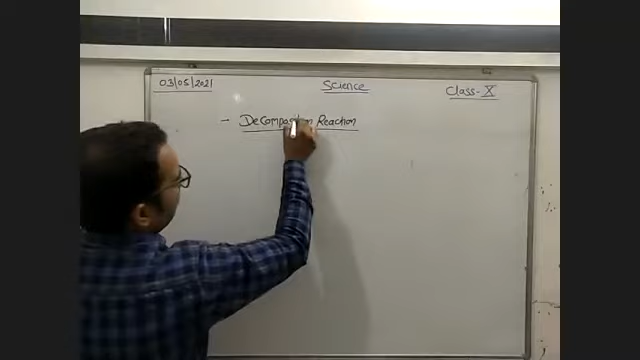 03/05/2021 Science Class-X
→ DeComposition Reaction